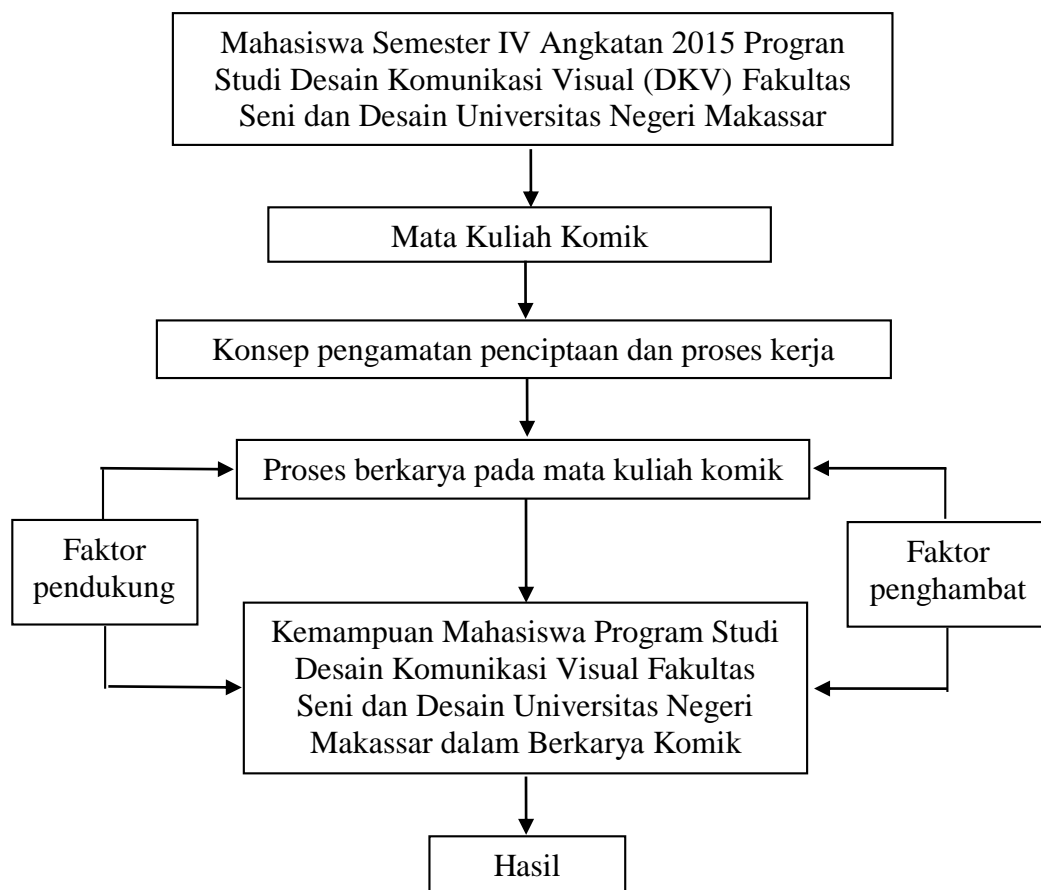 Mahasiswa Semester IV Angkatan 2015 Progran
Studi Desain Komunikasi Visual (DKV) Fakultas
Seni dan Desain Universitas Negeri Makassar
Mata Kuliah Komik
Konsep pengamatan penciptaan dan proses kerja
Proses berkarya pada mata kuliah komik
Faktor
pendukung
Faktor
penghambat
Kemampuan Mahasiswa Program Studi
Desain Komunikasi Visual Fakultas
Seni dan Desain Universitas Negeri
Makassar dalam Berkarya Komik
Hasil